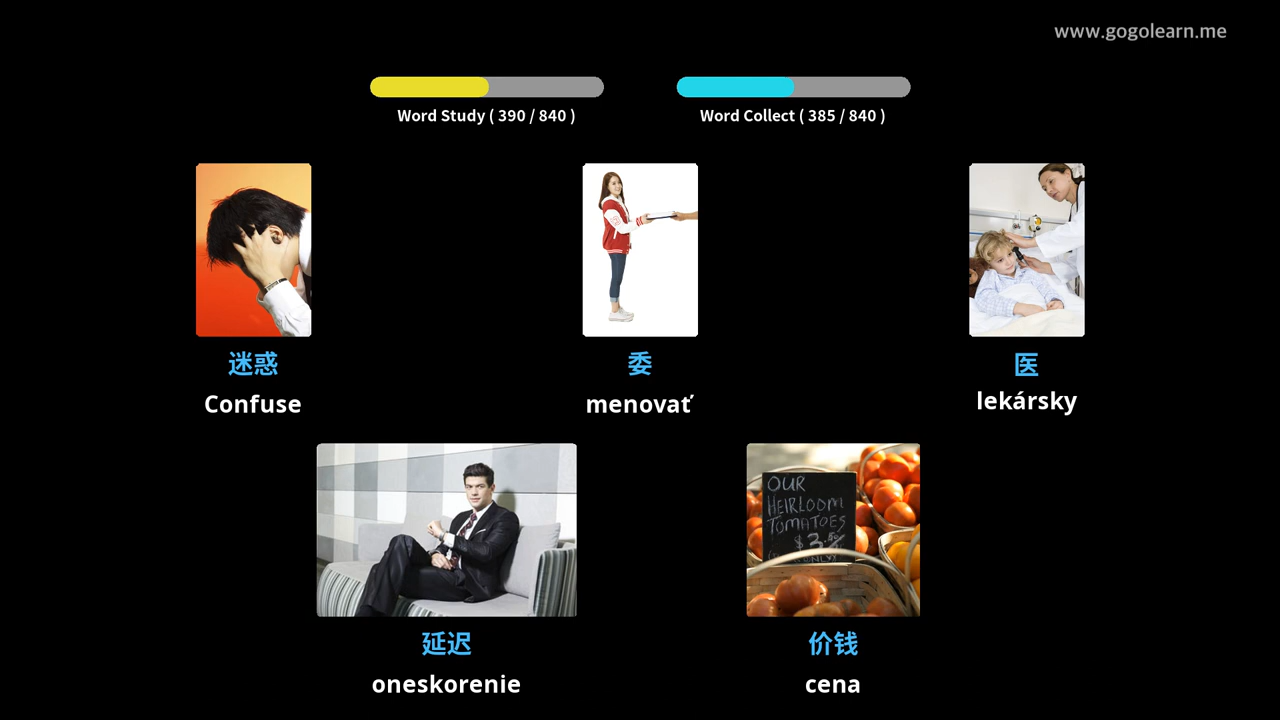 www.gogolearn.me
Word Study ( 390 / 840 )
Word Collect ( 385 / 840 )
迷惑
委
医
Confuse
menovať
lekársky
OUR
HEIRLOOM
TOMATOES
延迟
价钱
oneskorenie
cena